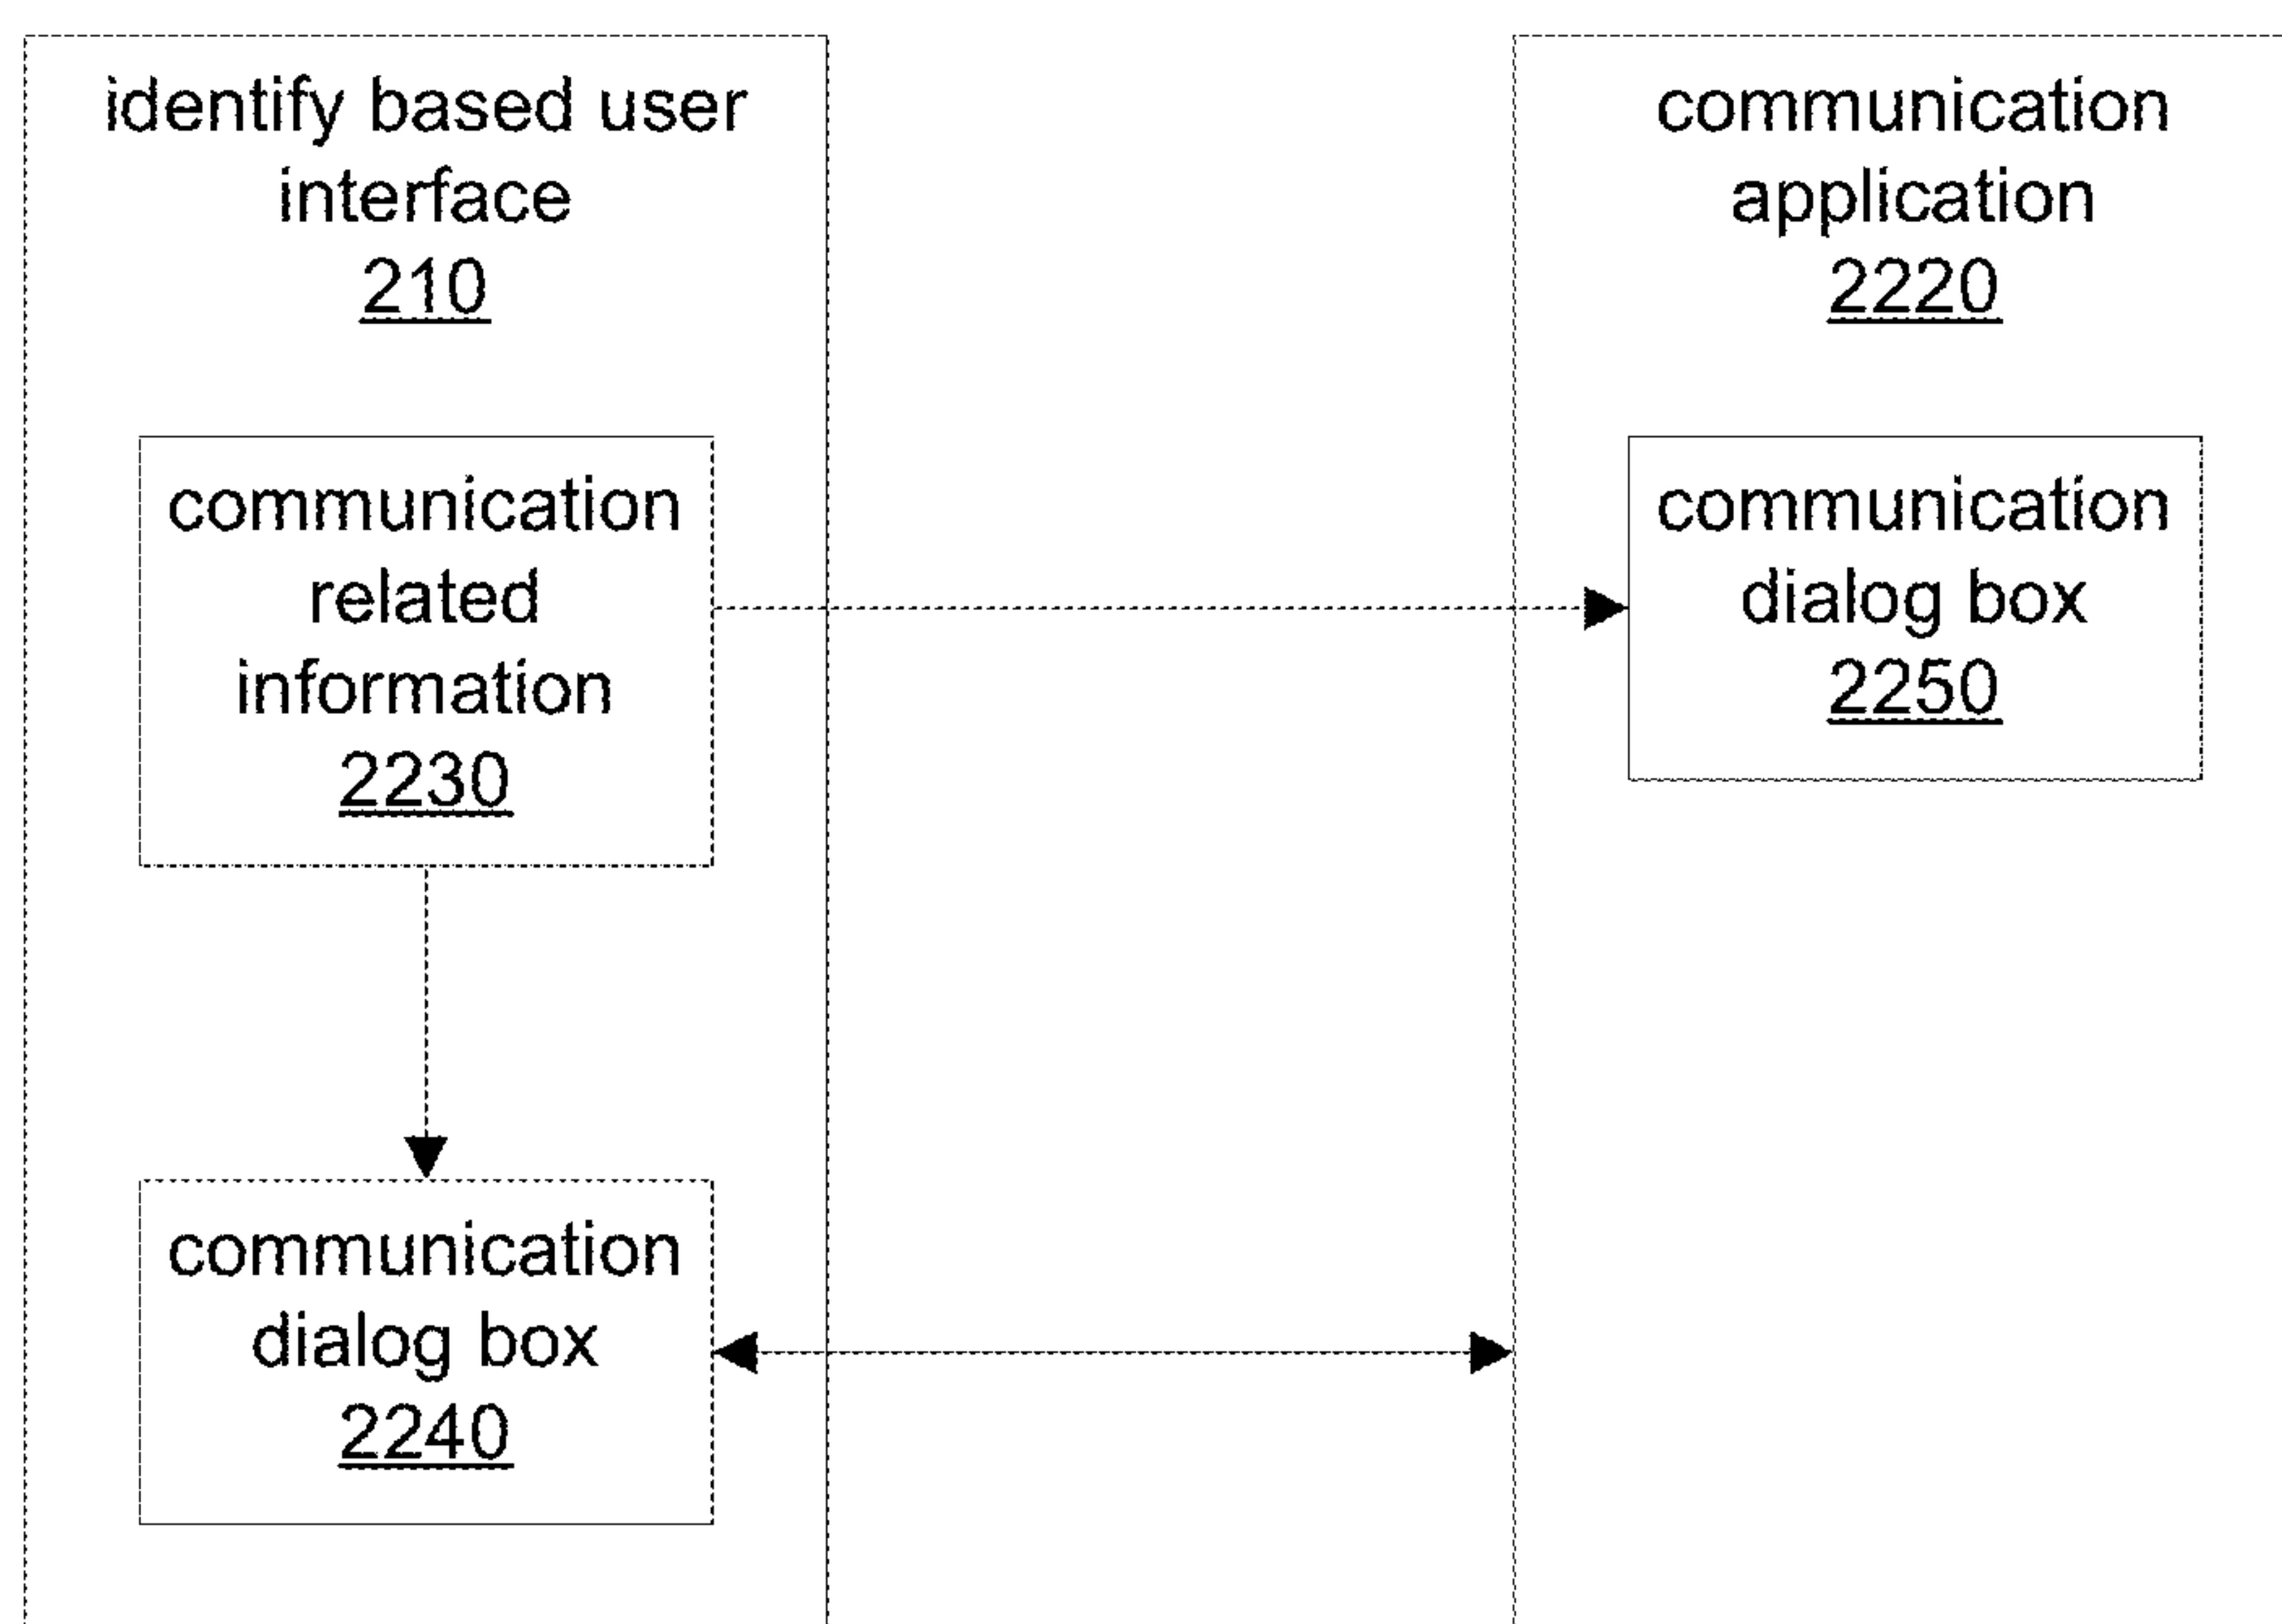 identify based user
interface
210
communication
related
information
2230
communication
dialog box
2240
communication
application
2220
communication
dialog box
2250